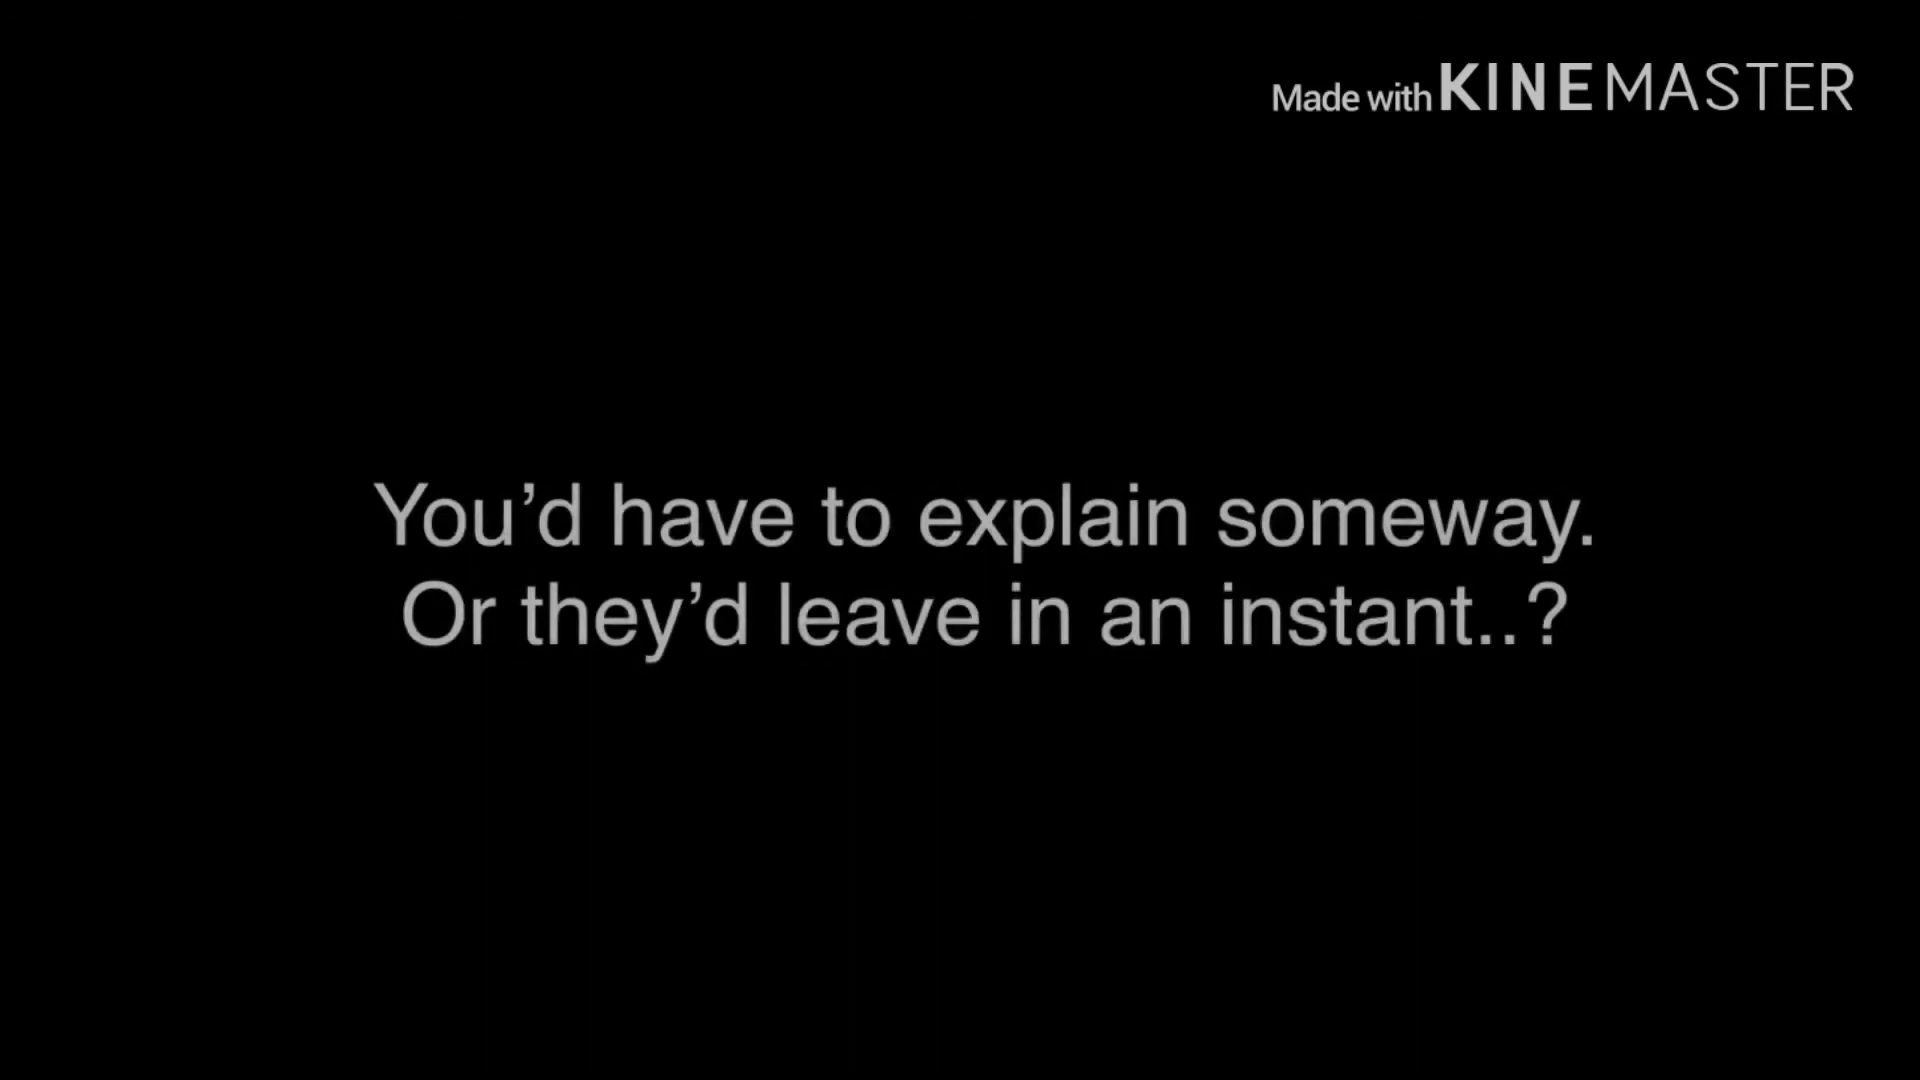 Made with KINEMASTER
You’d have to explain someway.
Or they’d leave in an instant..?